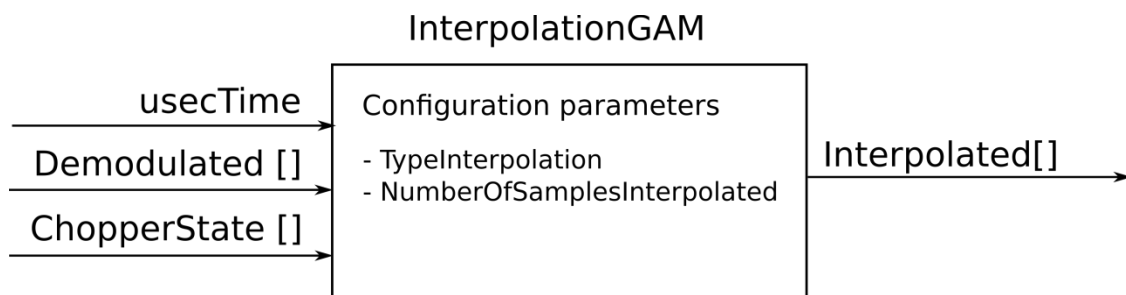 InterpolationGAM
usecTime
Demodulated []
ChopperState []
Configuration parameters
- TypeInterpolation
- NumberOfSamplesInterpolated
Interpolated[]